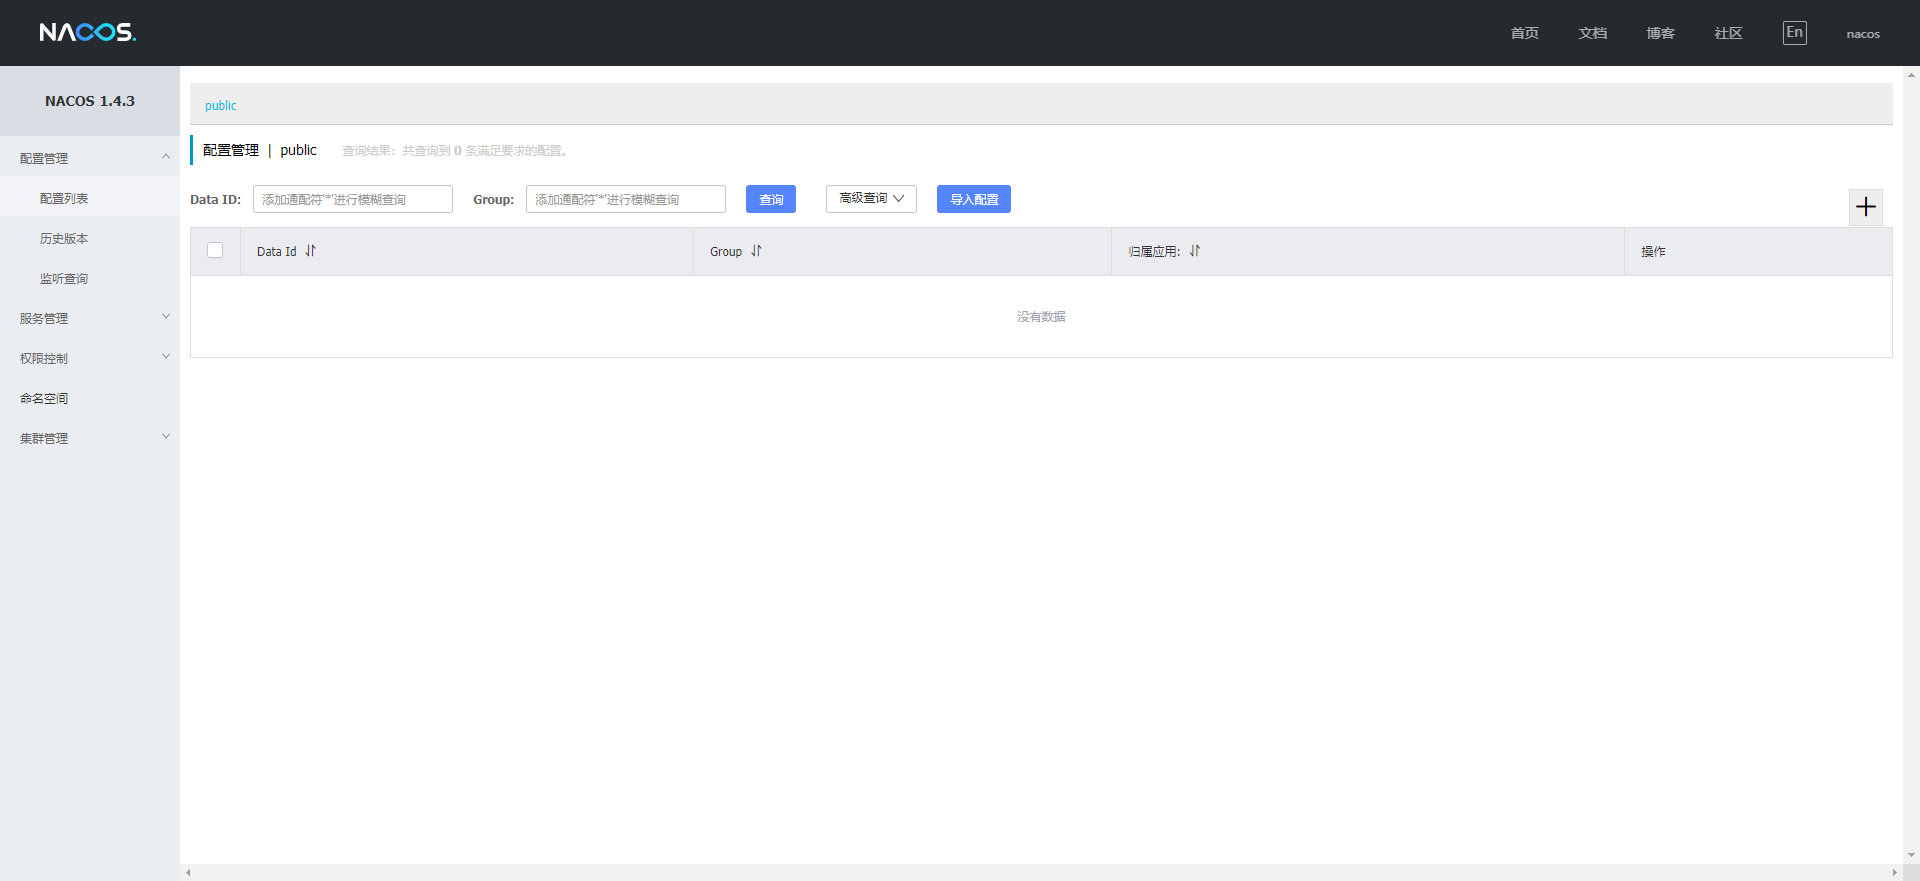 NACOS.
首页 文档 博客 社区 En nacos
NACOS 1.4.3
配置管理
配置列表
历史版本
监听查询
服务管理
权限控制
命名空间
集群管理
public
配置管理 | public 查询结果：共查询到 0 条满足要求的配置。
Data ID: 添加通配符'*'进行模糊查询 Group: 添加通配符'*'进行模糊查询 查询 高级查询 导入配置
Data Id Group 归属应用: 操作
没有数据